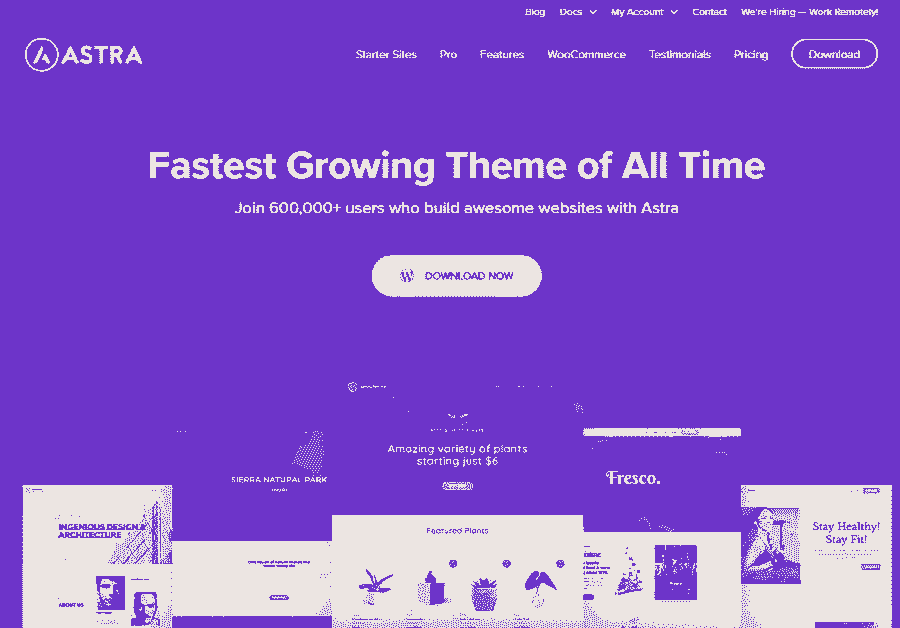 Blog Docs My Account Contact We're Hiring — Work Remotely!
ASTRA Starter Sites Pro Features WooCommerce Testimonials Pricing Download
Fastest Growing Theme of All Time
Join 600,000+ users who build awesome websites with Astra
DOWNLOAD NOW
Amazing variety of plants
starting just $6
Fresco.
SIERRA NATUPAL PARK
INGENIOUS DESIGN &
ARCHITECTURE
Stay Healthy!
Stay Fit!
Featured Plants
ABOUT US